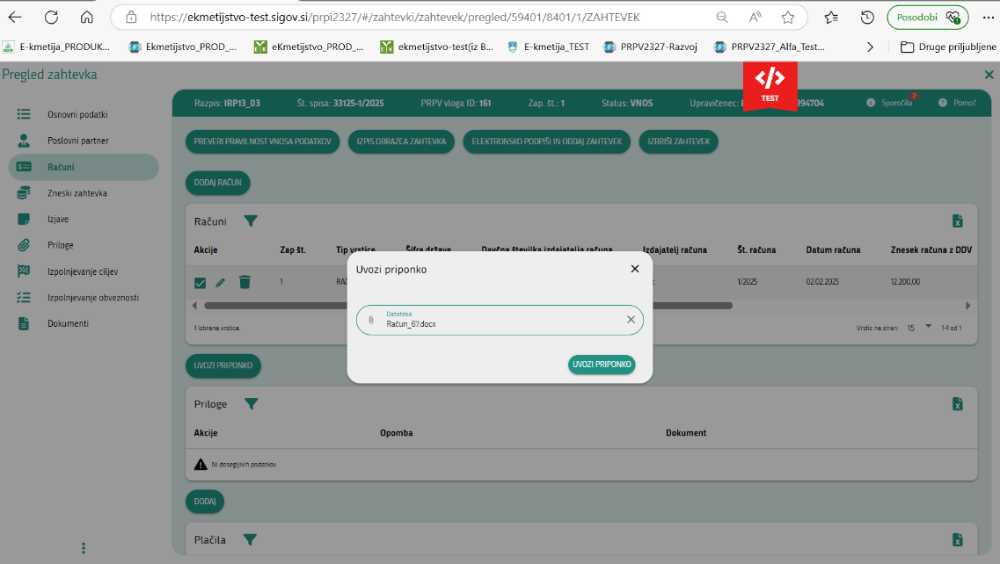 https://ekmetijstvo-test.sigov.si/prpi2327/#/zahtevki/zahtevek/pregled/59401/8401/1/ZAHTEVEK
Posodobi
E-kmetija_PRODUK...
Ekmetijstvo_PROD_...
eKmetijstvo_PROD_...
ekmetijstvo-test(iz B...
E-kmetija_TEST
PRPV2327-Razvoj
PRPV2327_Alfa_Test...
Druge priljubljene
Pregled zahtevka
TEST
Razpis: IRP13_03
Št. spisa: 33125-1/2025
PRPV vloga ID: 161
Zap. št.: 1
Status: VNOS
Upravičenec:
994704
Sporočila
2
Pomoč
Osnovni podatki
Poslovni partner
Računi
Zneski zahtevka
Izjave
Priloge
Izpolnjevanje ciljev
Izpolnjevanje obveznosti
Dokumenti
PREVERI PRAVILNOST VNOSA PODATKOV
IZPIS OBRAZCA ZAHTEVKA
ELEKTRONSKO PODPIŠI IN ODDAJ ZAHTEVEK
IZBRIŠI ZAHTEVEK
DODAJ RAČUN
Računi
Akcije
Zap št.
Tip vrstice
Šifra države
Davčna številka izdajatelja računa
Izdajatelj računa
Št. računa
Datum računa
Znesek računa z DDV
1
1/2025
02.02.2025
12.200,00
1 izbrana vrstica.
Vrstic na stran: 15
1-1 od 1
Uvozi priponko
Datoteka
Račun_67.docx
UVOZI PRIPONKO
UVOZI PRIPONKO
Priloge
Akcije
Opomba
Dokument
Ni dosegljivih podatkov
DODAJ
Plačila